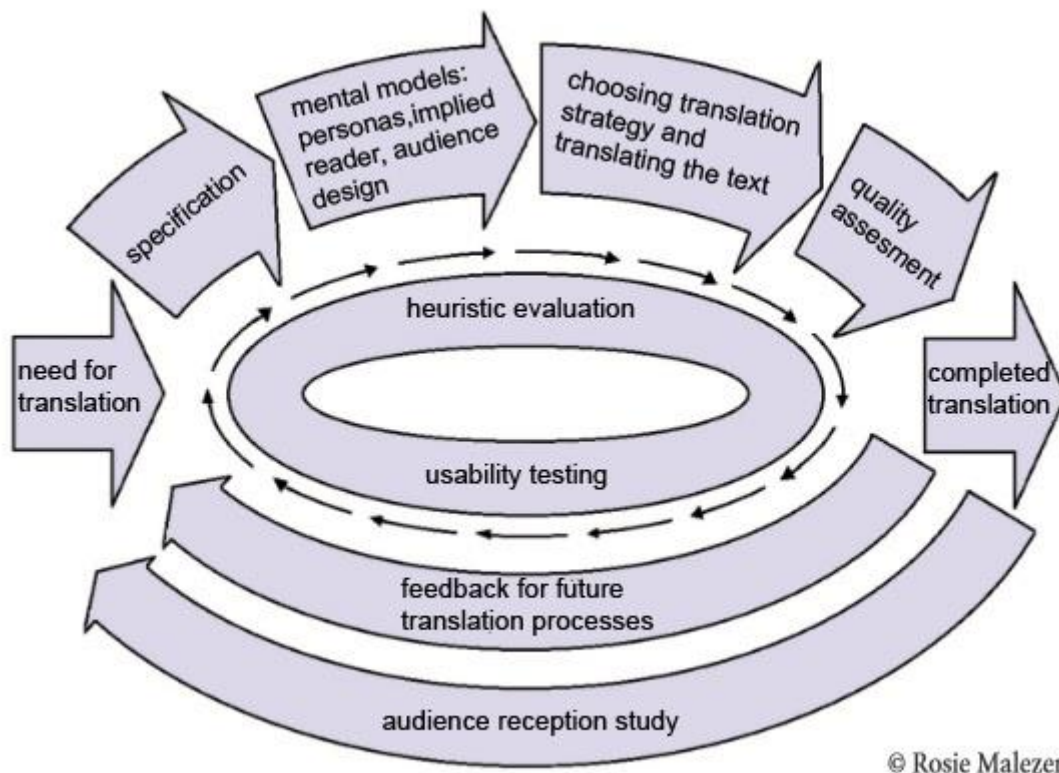 need for
translation
specification
mental models:
personas,implied
reader, audience
design
choosing translation
strategy and
translating the text
quality
assesment
completed
translation
heuristic evaluation
usability testing
feedback for future
translation processes
audience reception study
© Rosie Malezer